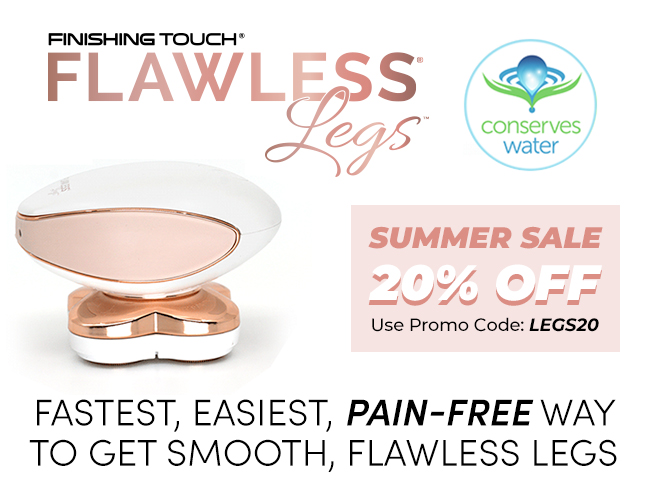 FINISHING TOUCH®
FLAWLESS®
Legs™
conserves
water
SUMMER SALE
20% OFF
Use Promo Code: LEGS20
FASTEST, EASIEST, PAIN-FREE WAY
TO GET SMOOTH, FLAWLESS LEGS